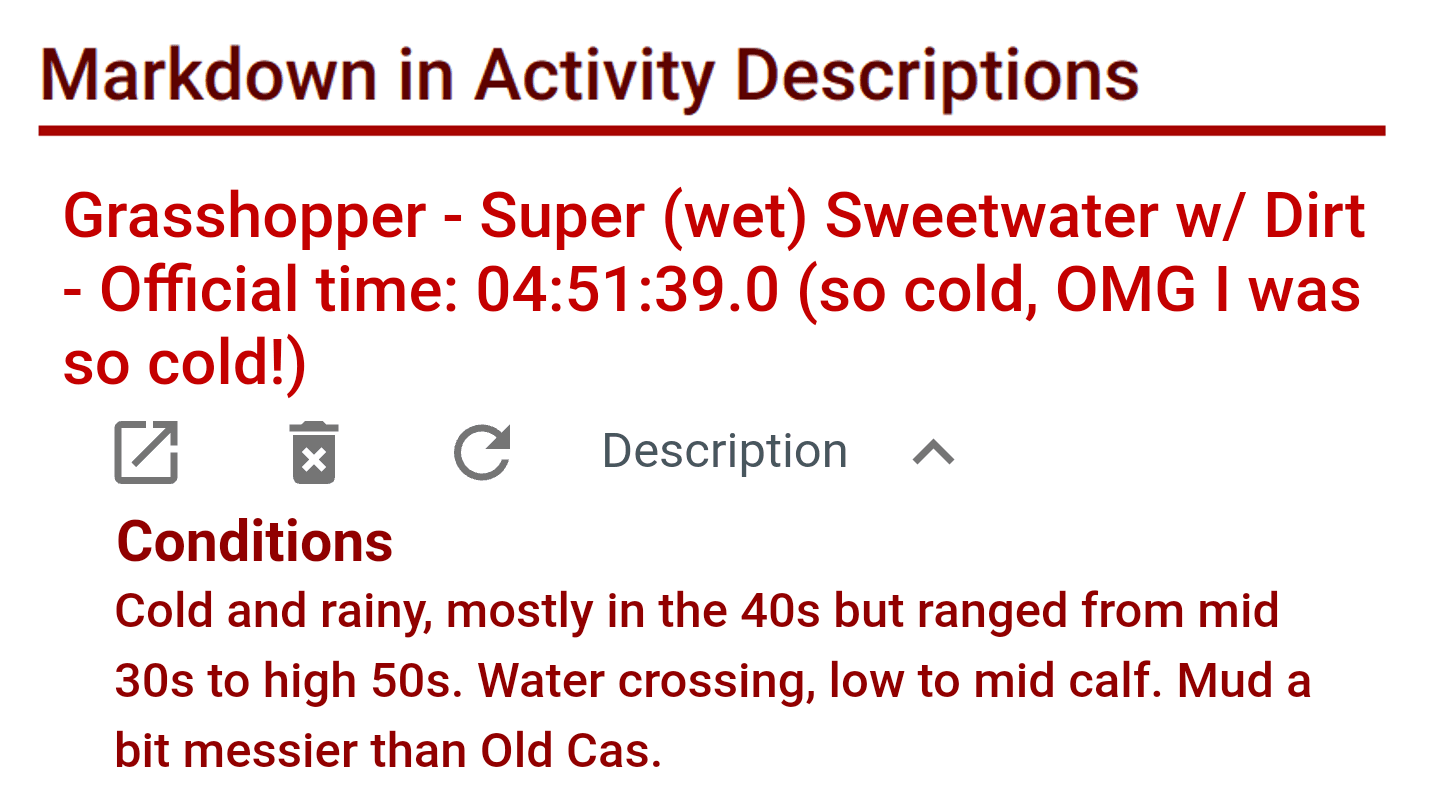 Markdown in Activity Descriptions
Grasshopper - Super (wet) Sweetwater w/ Dirt
- Official time: 04:51:39.0 (so cold, OMG I was
so cold!)
Description
Conditions
Cold and rainy, mostly in the 40s but ranged from mid
30s to high 50s. Water crossing, low to mid calf. Mud a
bit messier than Old Cas.